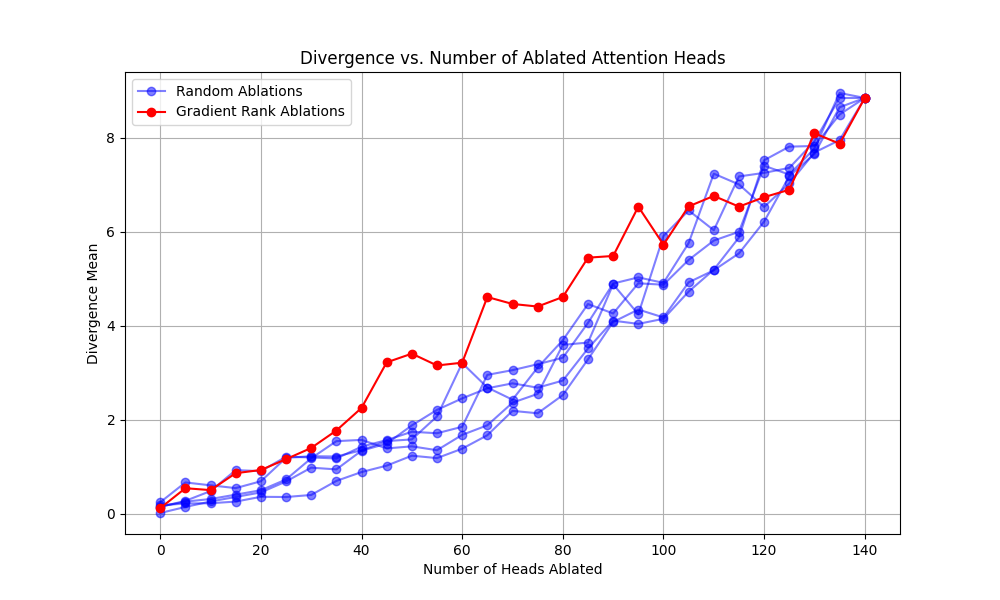 Divergence vs. Number of Ablated Attention Heads
Random Ablations
Gradient Rank Ablations
8
6
4
2
0
Divergence Mean
0 20 40 60 80 100 120 140
Number of Heads Ablated